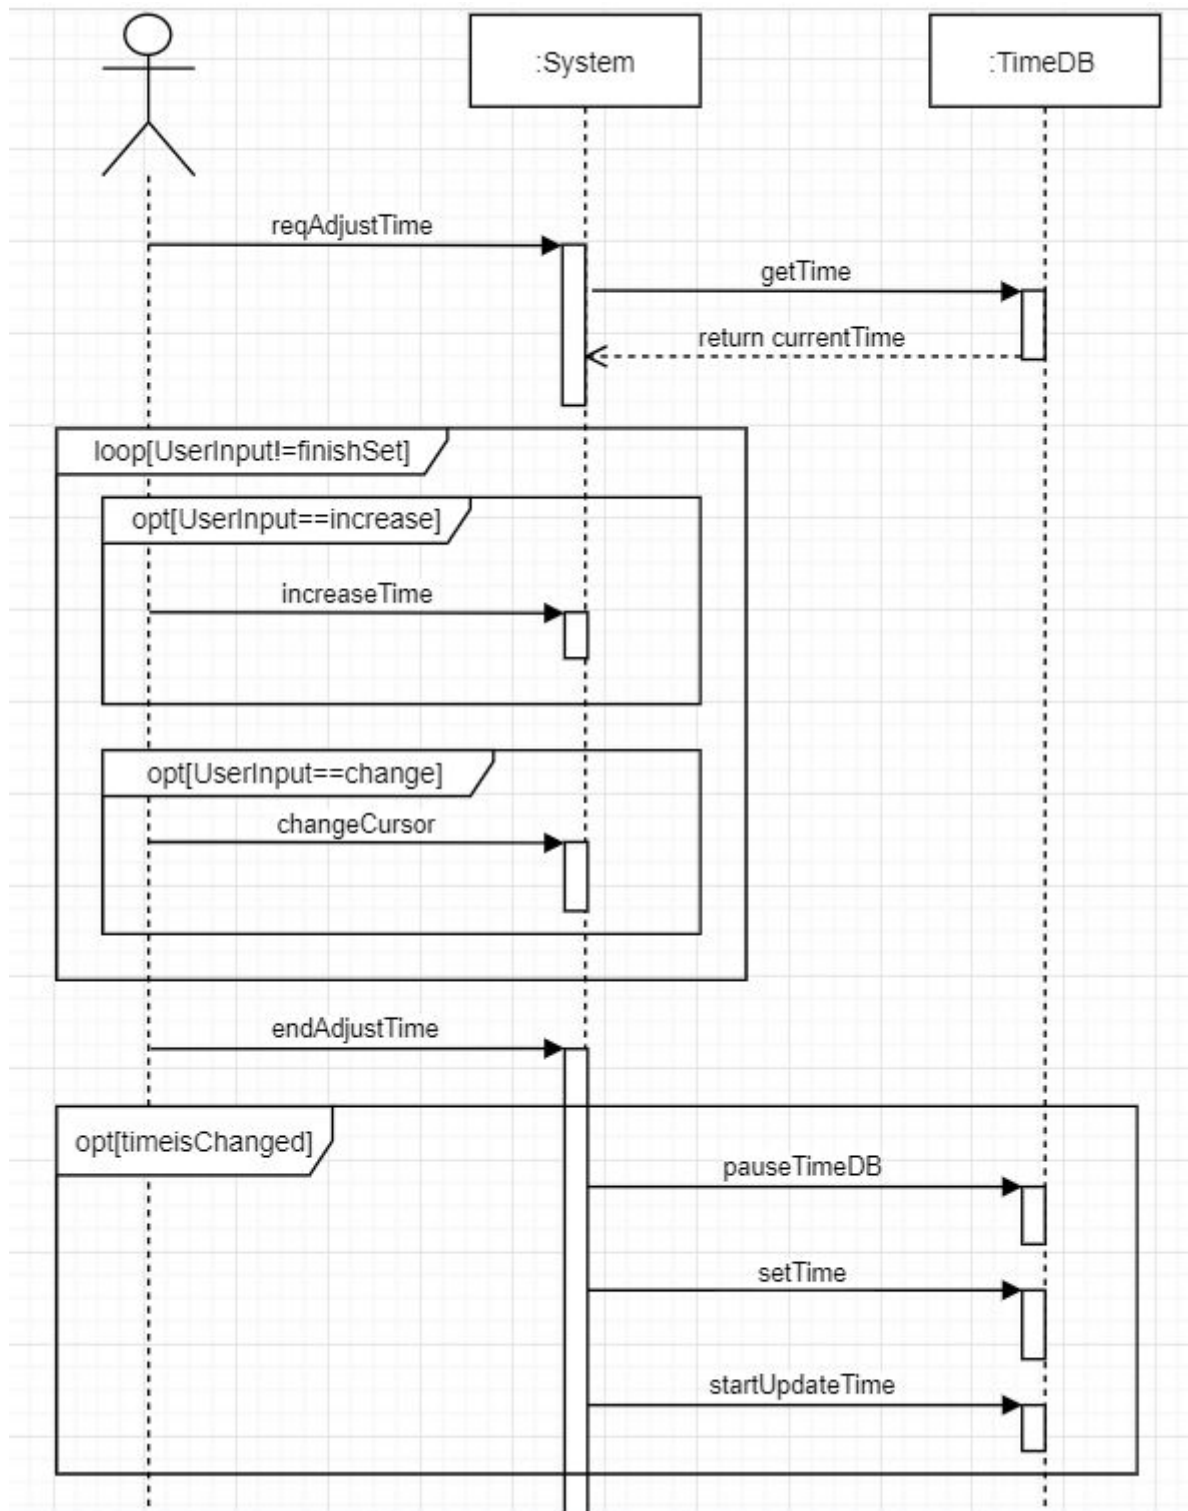 :System
:TimeDB
reqAdjustTime
getTime
return currentTime
loop[UserInput!=finishSet]
opt[UserInput==increase]
increaseTime
opt[UserInput==change]
changeCursor
endAdjustTime
opt[timeisChanged]
pauseTimeDB
setTime
startUpdateTime